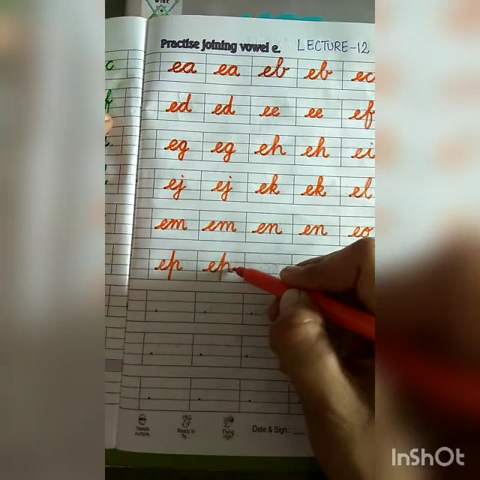 Practise joining vowel e. LECTURE-12
ea ea eb eb ec
ed ed ee ee ef
eg eg eh eh ei
ej ej ek ek el
em em en en eo
ep ep
Date & Sign
InShOt